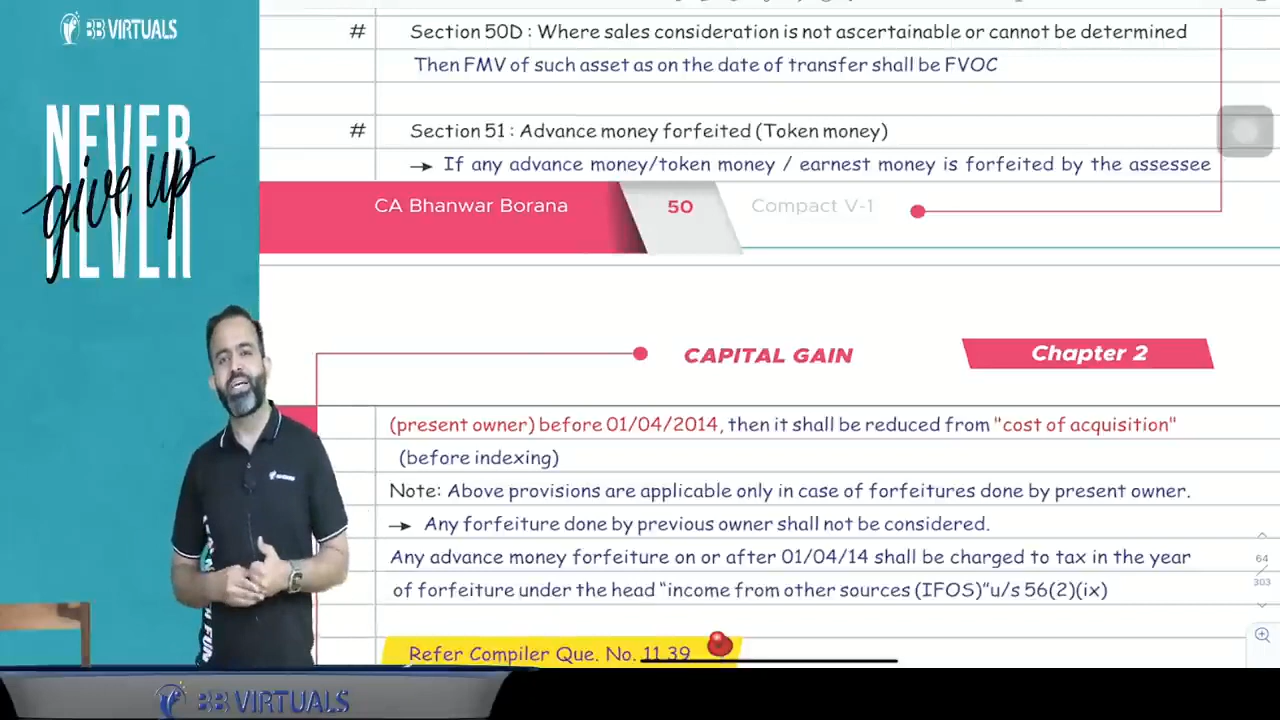 BB VIRTUALS
NEVER
give up
NEVER
# Section 50D : Where sales consideration is not ascertainable or cannot be determined
Then FMV of such asset as on the date of transfer shall be FVOC
# Section 51 : Advance money forfeited (Token money)
→ If any advance money/token money / earnest money is forfeited by the assessee
CA Bhanwar Borana 50 Compact V-1
CAPITAL GAIN Chapter 2
(present owner) before 01/04/2014, then it shall be reduced from "cost of acquisition"
(before indexing)
Note: Above provisions are applicable only in case of forfeitures done by present owner.
→ Any forfeiture done by previous owner shall not be considered.
Any advance money forfeiture on or after 01/04/14 shall be charged to tax in the year
of forfeiture under the head “income from other sources (IFOS)”u/s 56(2)(ix)
64
303
Refer Compiler Que. No. 11 39
BB VIRTUALS